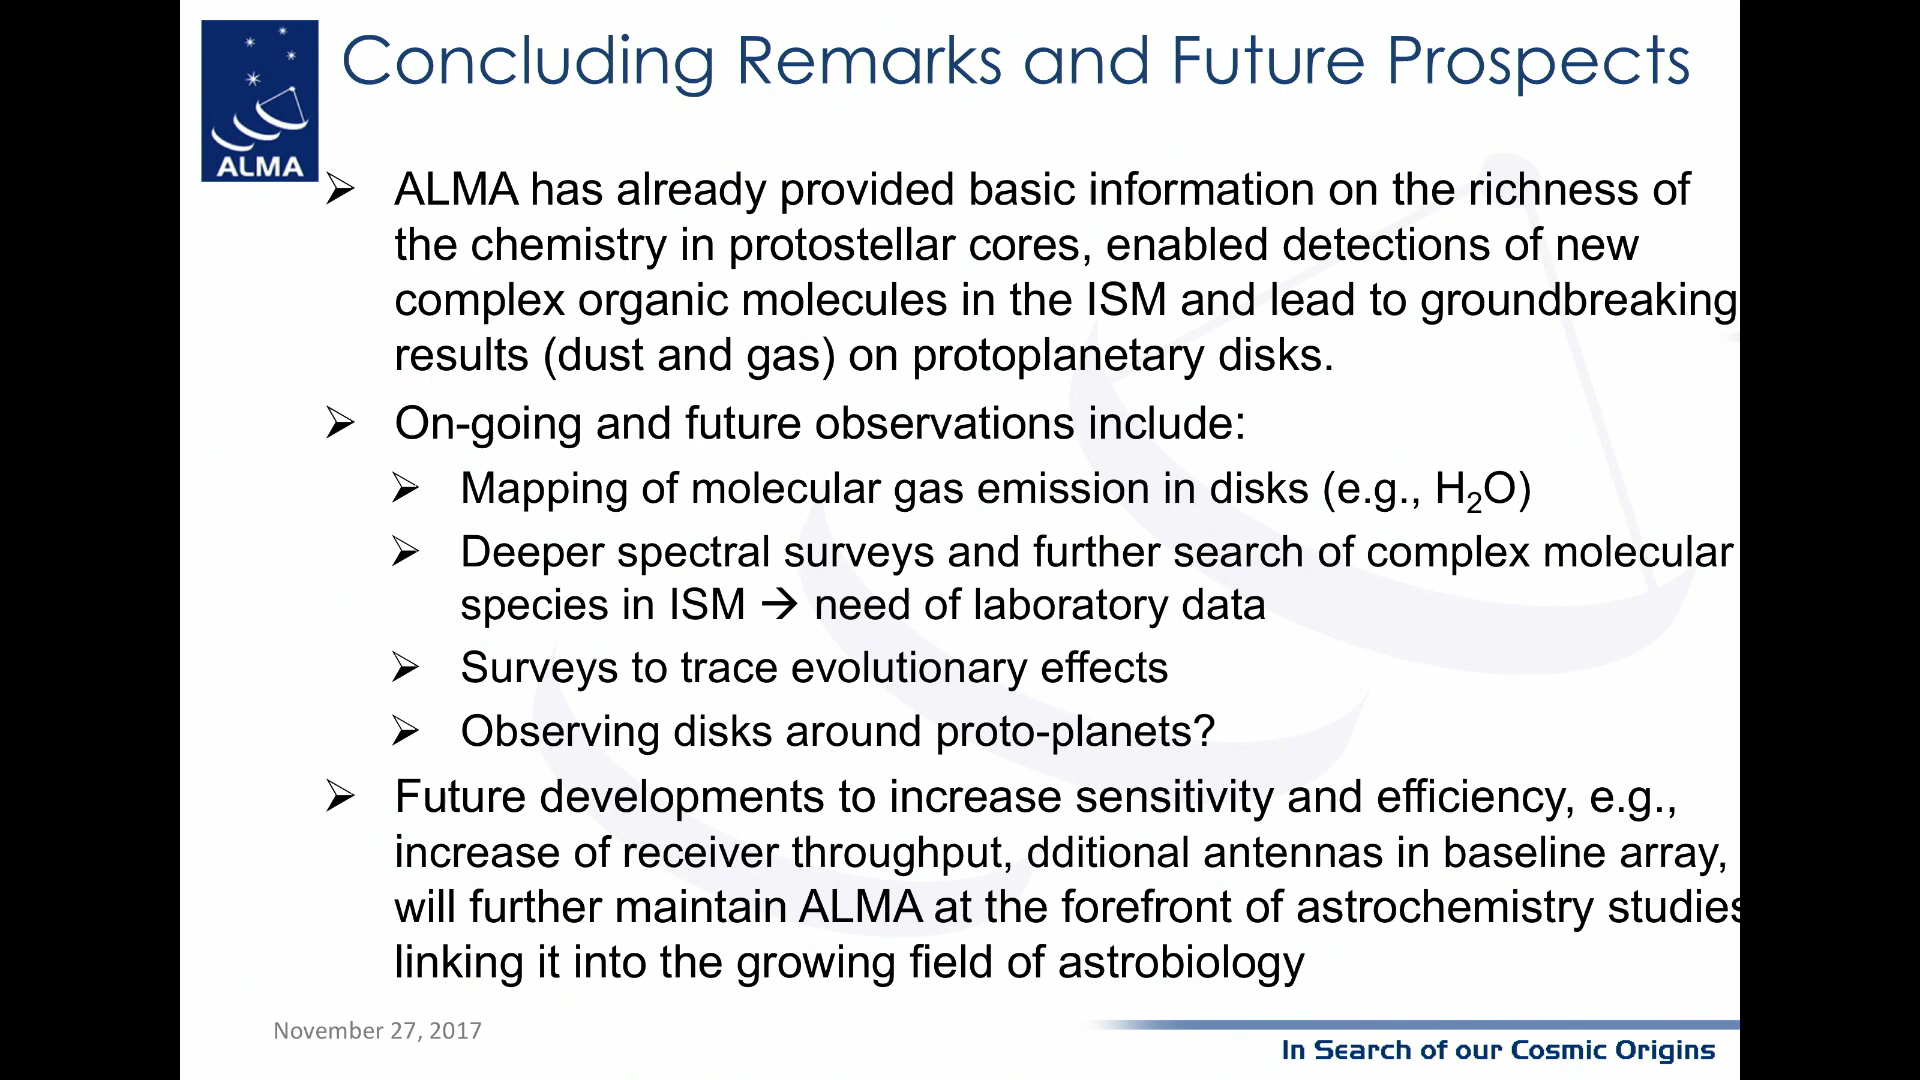 ALMA
Concluding Remarks and Future Prospects
➢ ALMA has already provided basic information on the richness of
the chemistry in protostellar cores, enabled detections of new
complex organic molecules in the ISM and lead to groundbreaking
results (dust and gas) on protoplanetary disks.
➢ On-going and future observations include:
➢ Mapping of molecular gas emission in disks (e.g., H₂O)
➢ Deeper spectral surveys and further search of complex molecular
species in ISM → need of laboratory data
➢ Surveys to trace evolutionary effects
➢ Observing disks around proto-planets?
➢ Future developments to increase sensitivity and efficiency, e.g.,
increase of receiver throughput, dditional antennas in baseline array,
will further maintain ALMA at the forefront of astrochemistry studies
linking it into the growing field of astrobiology
November 27, 2017
In Search of our Cosmic Origins